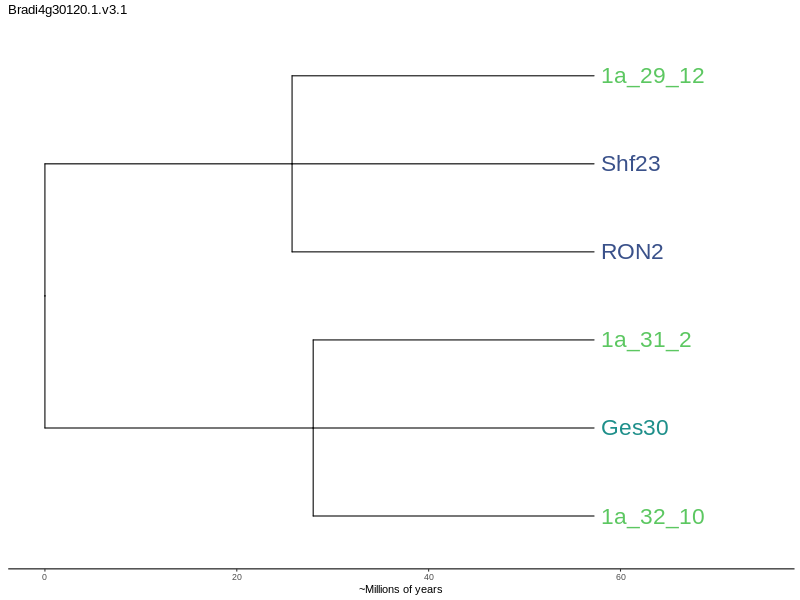 Bradi4g30120.1.v3.1
1a_29_12
Shf23
RON2
1a_31_2
Ges30
1a_32_10
0 20 40 60
~Millions of years